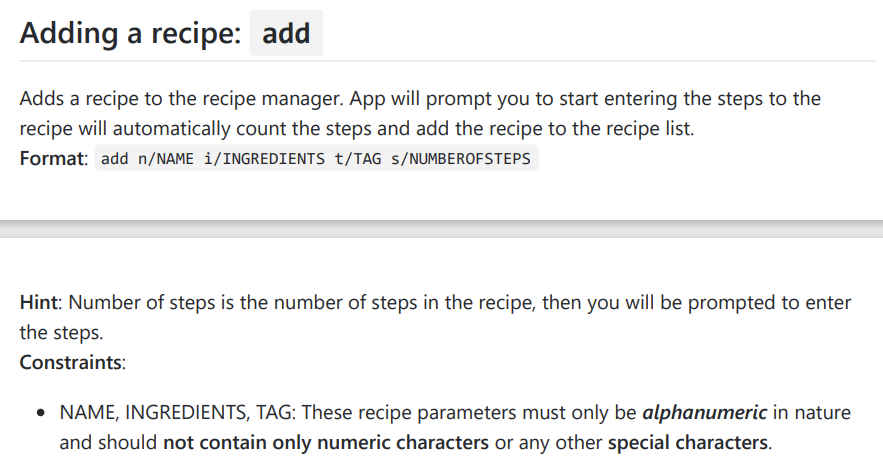 Adding a recipe: add
Adds a recipe to the recipe manager. App will prompt you to start entering the steps to the
recipe will automatically count the steps and add the recipe to the recipe list.
Format: add n/NAME i/INGREDIENTS t/TAG s/NUMBEROFSTEPS
Hint: Number of steps is the number of steps in the recipe, then you will be prompted to enter
the steps.
Constraints:
• NAME, INGREDIENTS, TAG: These recipe parameters must only be alphanumeric in nature
and should not contain only numeric characters or any other special characters.